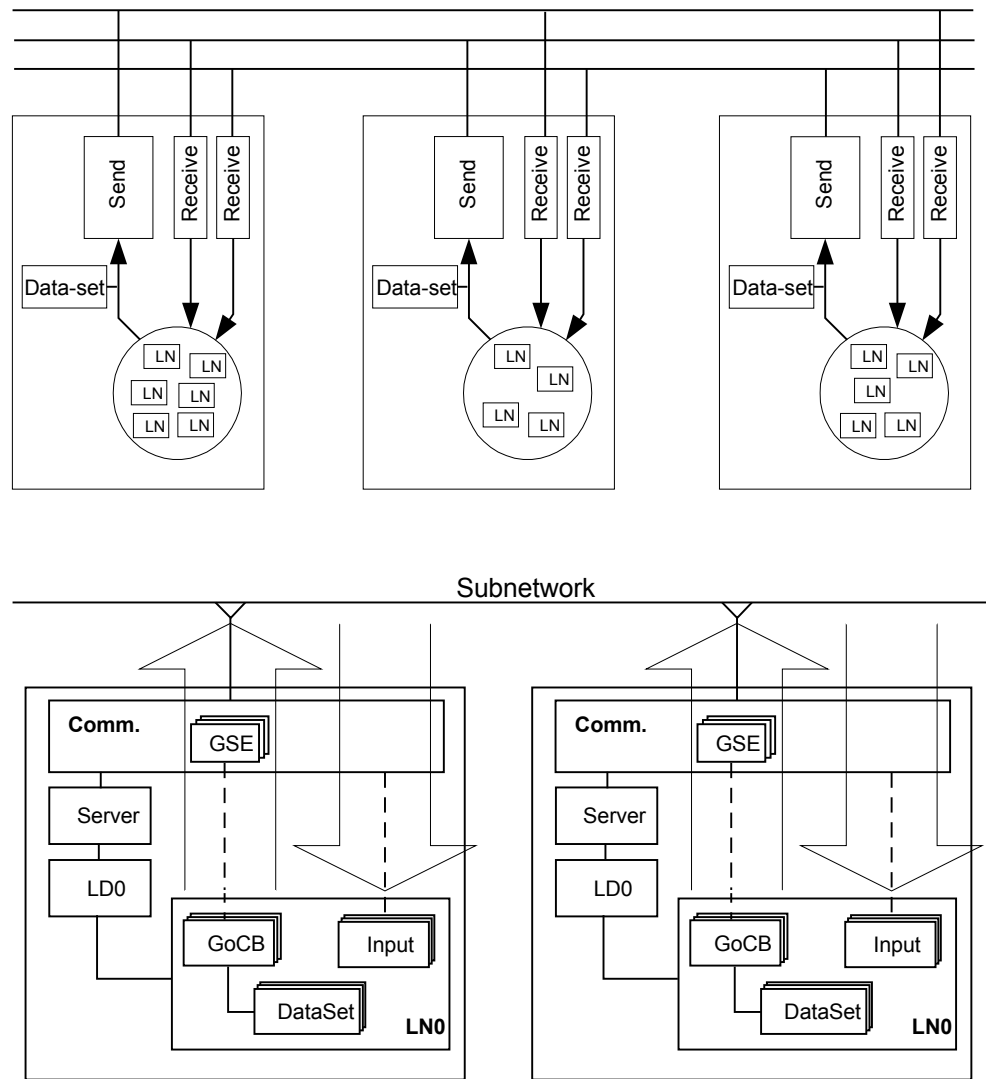 Send
Receive
Receive
Data-set
LN
LN
LN
LN
LN
LN
Send
Receive
Receive
Data-set
LN
LN
LN
LN
Send
Receive
Receive
Data-set
LN
LN
LN
LN
LN
Subnetwork
Comm.
GSE
Server
LD0
GoCB
Input
DataSet
LN0
Comm.
GSE
Server
LD0
GoCB
Input
DataSet
LN0